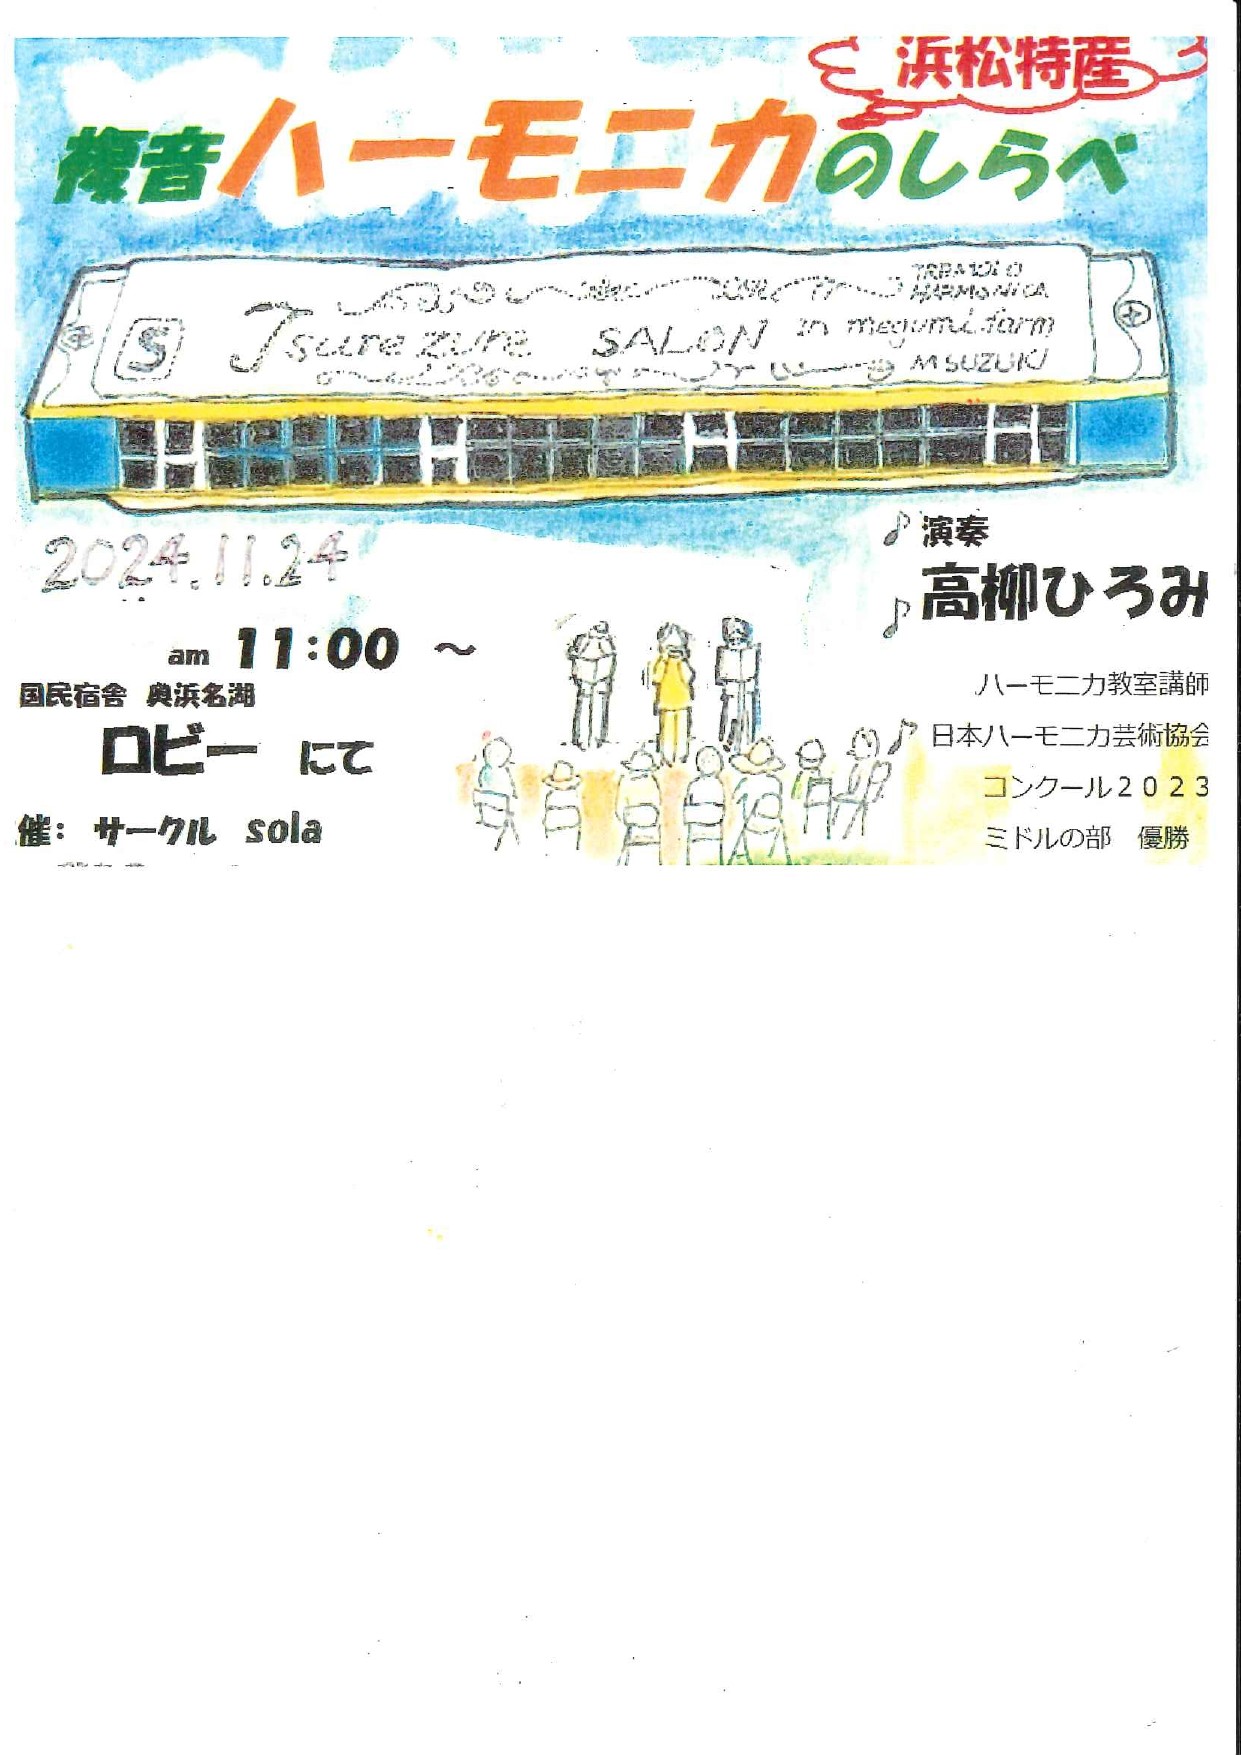 浜松特産
複音ハーモニカのしらべ
TREMOLO
HARMONICA
S Tsurezure SALON in megumi.farm
M SUZUKI
2024.11.24
am 11:00 ～
国民宿舎 奥浜名湖
ロビー にて
催: サークル sola
♪ 演奏
♪ 高柳ひろみ
ハーモニカ教室講師
♪ 日本ハーモニカ芸術協会
コンクール2023
ミドルの部 優勝